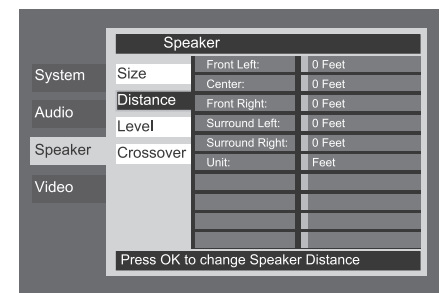 Speaker
System
Audio
Speaker
Video
Size
Distance
Level
Crossover
Front Left: 0 Feet
Center: 0 Feet
Front Right: 0 Feet
Surround Left: 0 Feet
Surround Right: 0 Feet
Unit: Feet
Press OK to change Speaker Distance